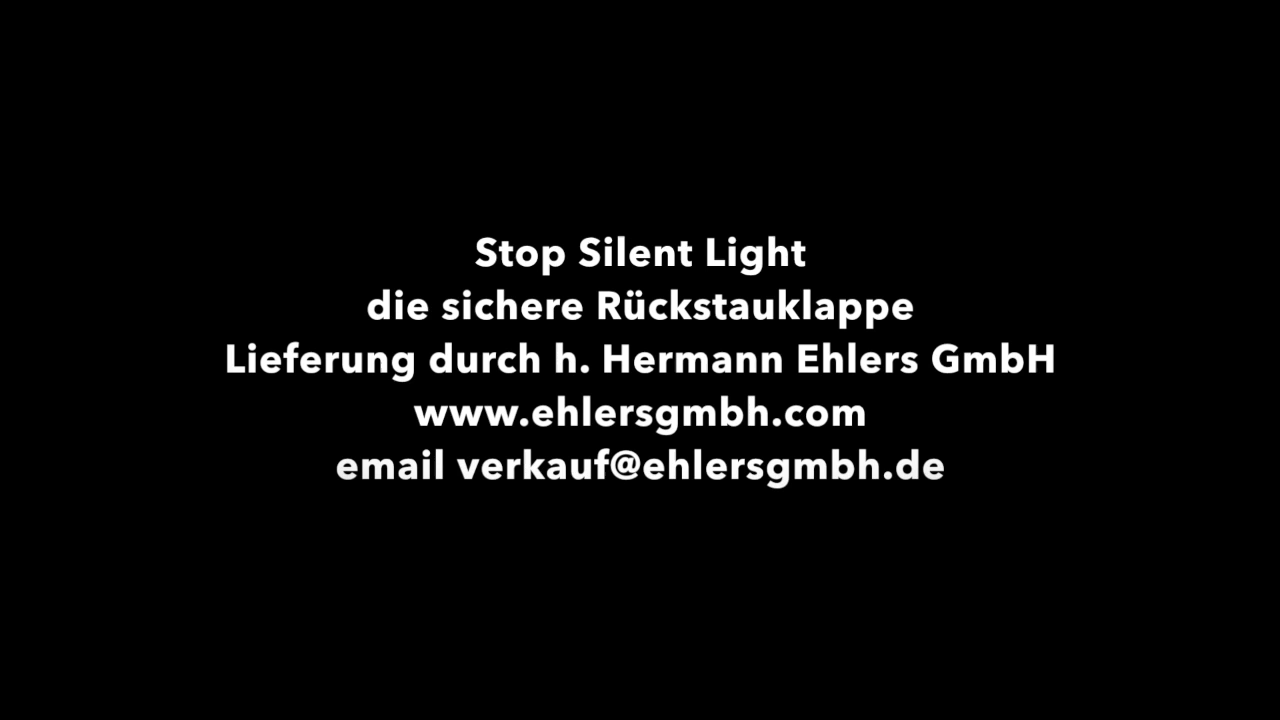 Stop Silent Light
die sichere Rückstauklappe
Lieferung durch h. Hermann Ehlers GmbH
www.ehlersgmbh.com
email verkauf@ehlersgmbh.de